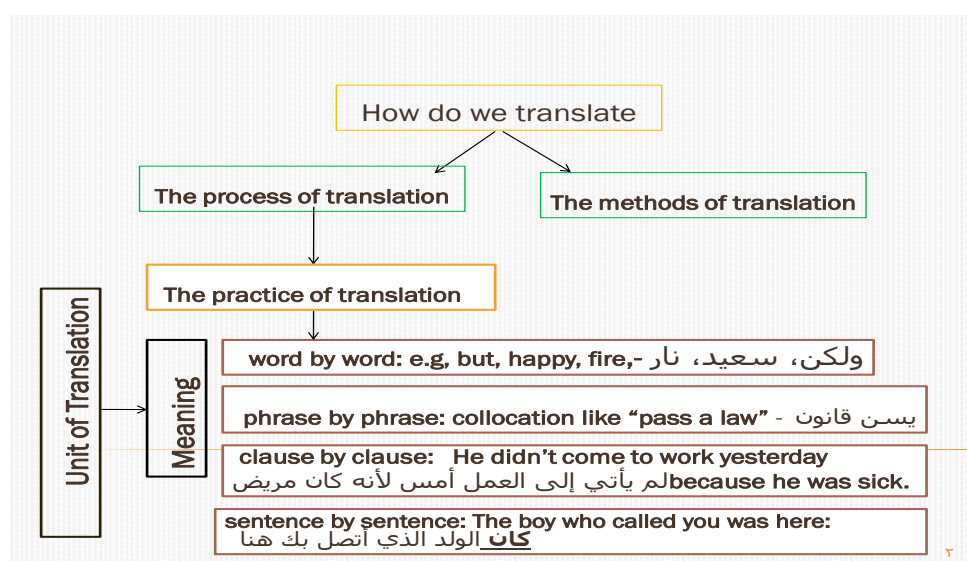 How do we translate
The process of translation
The methods of translation
The practice of translation
Unit of Translation
Meaning
word by word: e.g, but, happy, fire,- ولكن، سعيد، نار
phrase by phrase: collocation like “pass a law” - يسن قانون
clause by clause: He didn’t come to work yesterday
because he was sick. لم يأتي إلى العمل أمس لأنه كان مريض
sentence by sentence: The boy who called you was here:
كان الولد الذي اتصل بك هنا
٢